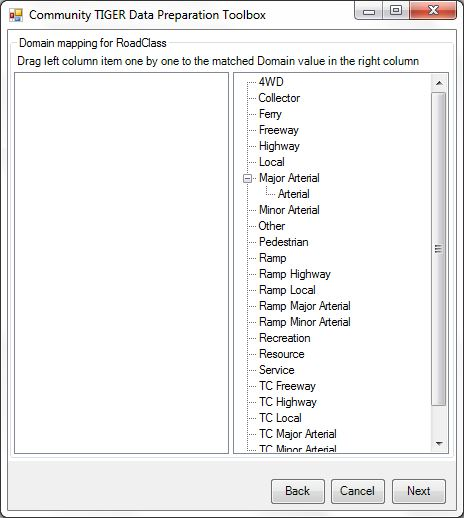 Community TIGER Data Preparation Toolbox
Domain mapping for RoadClass
Drag left column item one by one to the matched Domain value in the right column
4WD
Collector
Ferry
Freeway
Highway
Local
Major Arterial
Arterial
Minor Arterial
Other
Pedestrian
Ramp
Ramp Highway
Ramp Local
Ramp Major Arterial
Ramp Minor Arterial
Recreation
Resource
Service
TC Freeway
TC Highway
TC Local
TC Major Arterial
TC Minor Arterial
Back
Cancel
Next